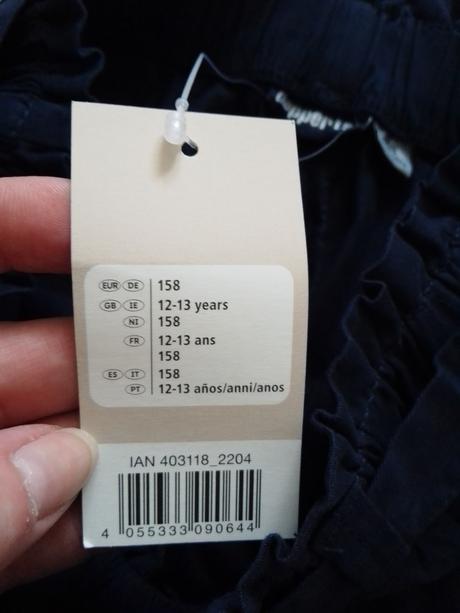 EUR DE 158
GB IE 12-13 years
NI 158
FR 12-13 ans
158
ES IT 158
PT 12-13 años/anni/anos
IAN 403118_2204
4 055333 090644